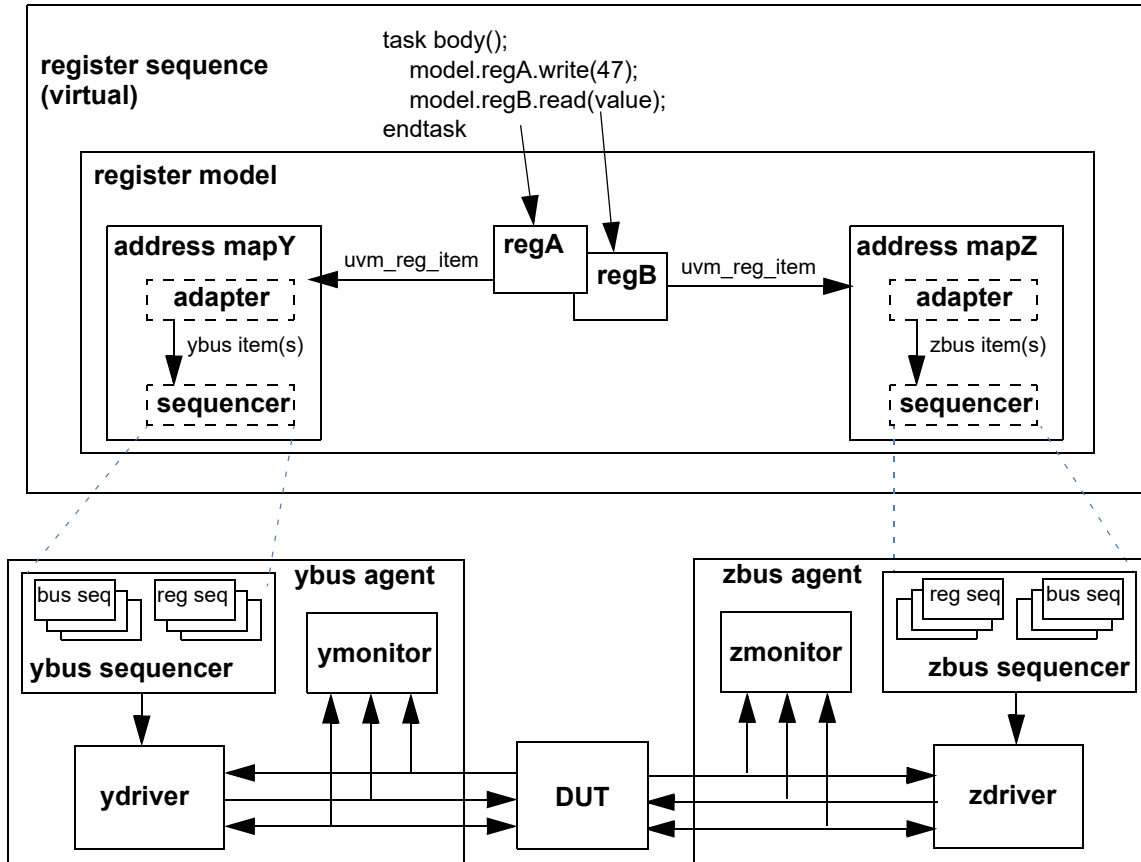 task body();
model.regA.write(47);
model.regB.read(value);
endtask
register sequence
(virtual)
register model
address mapY
adapter
ybus item(s)
sequencer
uvm_reg_item
regA
regB
uvm_reg_item
address mapZ
adapter
zbus item(s)
sequencer
ybus agent
bus seq
reg seq
ybus sequencer
ymonitor
ydriver
DUT
zbus agent
zmonitor
reg seq
bus seq
zbus sequencer
zdriver